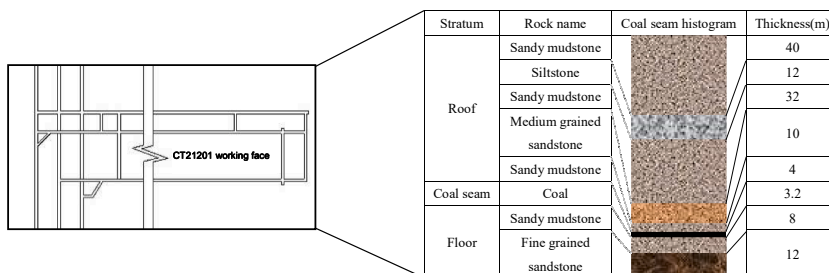 Stratum Rock name Coal seam histogram Thickness(m)
Sandy mudstone 40
Siltstone 12
Roof Sandy mudstone 32
Medium grained
sandstone 10
Sandy mudstone 4
Coal seam Coal 3.2
Floor Sandy mudstone 8
Fine grained
sandstone 12
CT21201 working face